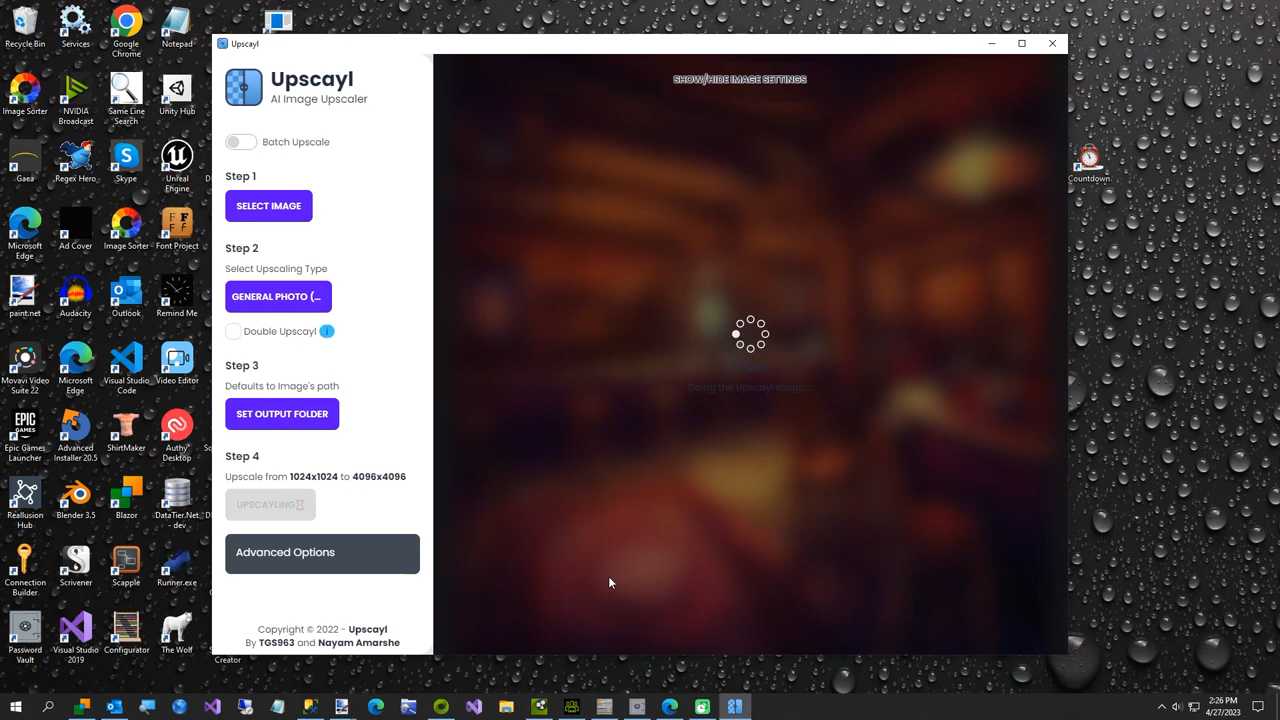 Recycle Bin
Services
Google Chrome
Notepad
Image Sorter
NVIDIA Broadcast
Same Line Search
Unity Hub
Gaea
Regex Hero
Skype
Unreal Engine
Microsoft Edge
Ad Cover
Image Sorter
Font Project
paint.net
Audacity
Outlook
Remind Me
Movavi Video Suite 22
Microsoft Edge
Visual Studio Code
Video Editor
Epic Games Launcher
Advanced Installer 20.5
ShirtMaker
Authy Desktop
Reallusion Hub
Blender 3.5
Blazor
DataTier.Net - dev
Connection Builder
Scrivener
Scapple
Runner.exe
Password Vault
Visual Studio 2019
Configurator
The Wolf
Creator
Countdown
Upscayl
Upscayl
AI Image Upscaler
Batch Upscale
Step 1
SELECT IMAGE
Step 2
Select Upscaling Type
GENERAL PHOTO (...
Double Upscayl i
Step 3
Defaults to Image's path
SET OUTPUT FOLDER
Step 4
Upscale from 1024x1024 to 4096x4096
UPSCAYLING⏳
Advanced Options
Copyright © 2022 - Upscayl
By TGS963 and Nayam Amarshe
SHOW/HIDE IMAGE SETTINGS
Doing the Upscayl magic...
2:26 PM
4/27/2023